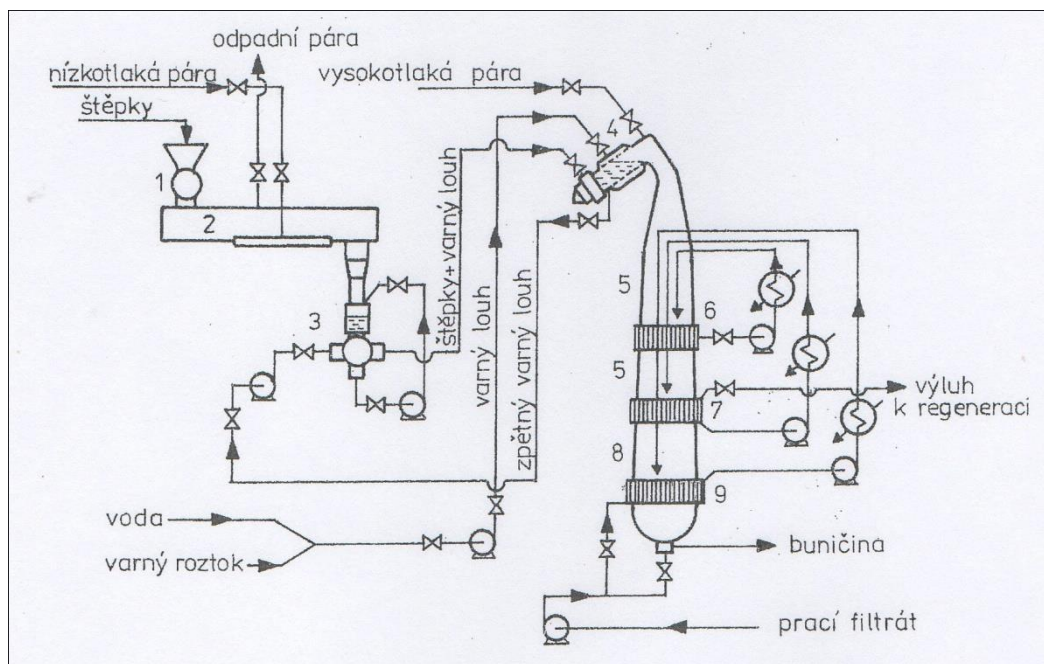 odpadní pára
nízkotlaká pára
vysokotlaká pára
štěpky
4
1
2
štěpky+varný louh
varný louh
zpětný varný louh
5
3
6
5
7
výluh
k regeneraci
8
9
voda
varný roztok
buničina
prací filtrát